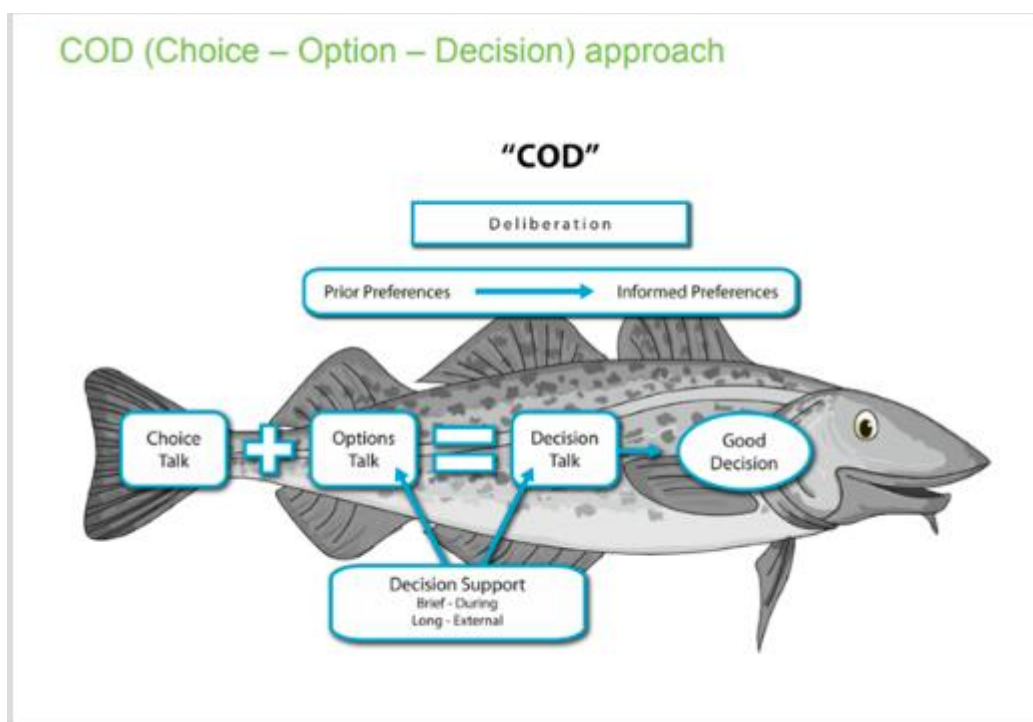 COD (Choice – Option – Decision) approach
“COD”
Deliberation
Prior Preferences
Informed Preferences
Choice
Talk
Options
Talk
Decision
Talk
Good
Decision
Decision Support
Brief - During
Long - External